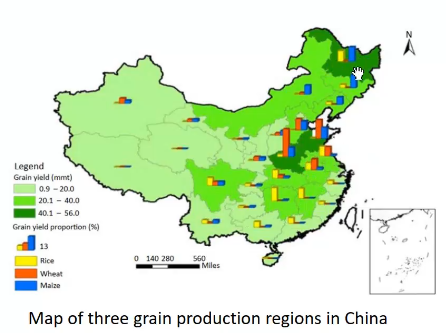 N
Legend
Grain yield (mmt)
0.9 – 20.0
20.1 – 40.0
40.1 – 56.0
Grain yield proportion (%)
13
Rice
Wheat
Maize
0 140 280 560
Miles
Map of three grain production regions in China